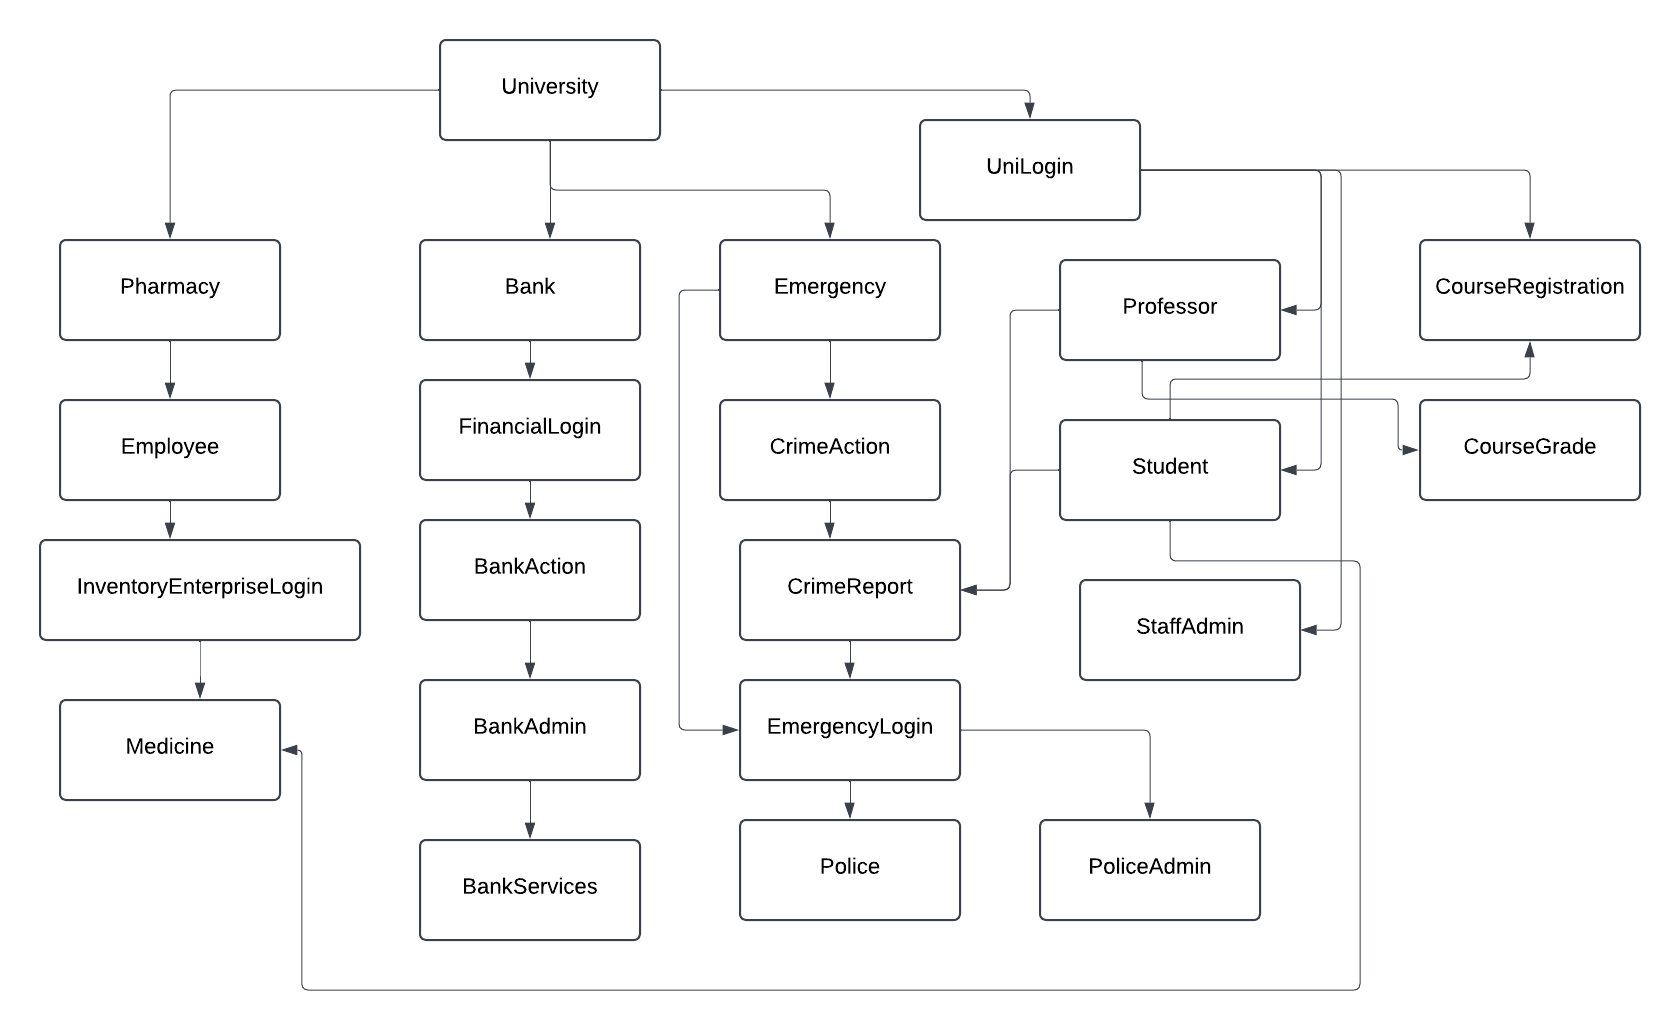 University
UniLogin
Pharmacy
Bank
Emergency
Professor
CourseRegistration
Employee
FinancialLogin
CrimeAction
Student
CourseGrade
InventoryEnterpriseLogin
BankAction
CrimeReport
StaffAdmin
Medicine
BankAdmin
EmergencyLogin
BankServices
Police
PoliceAdmin